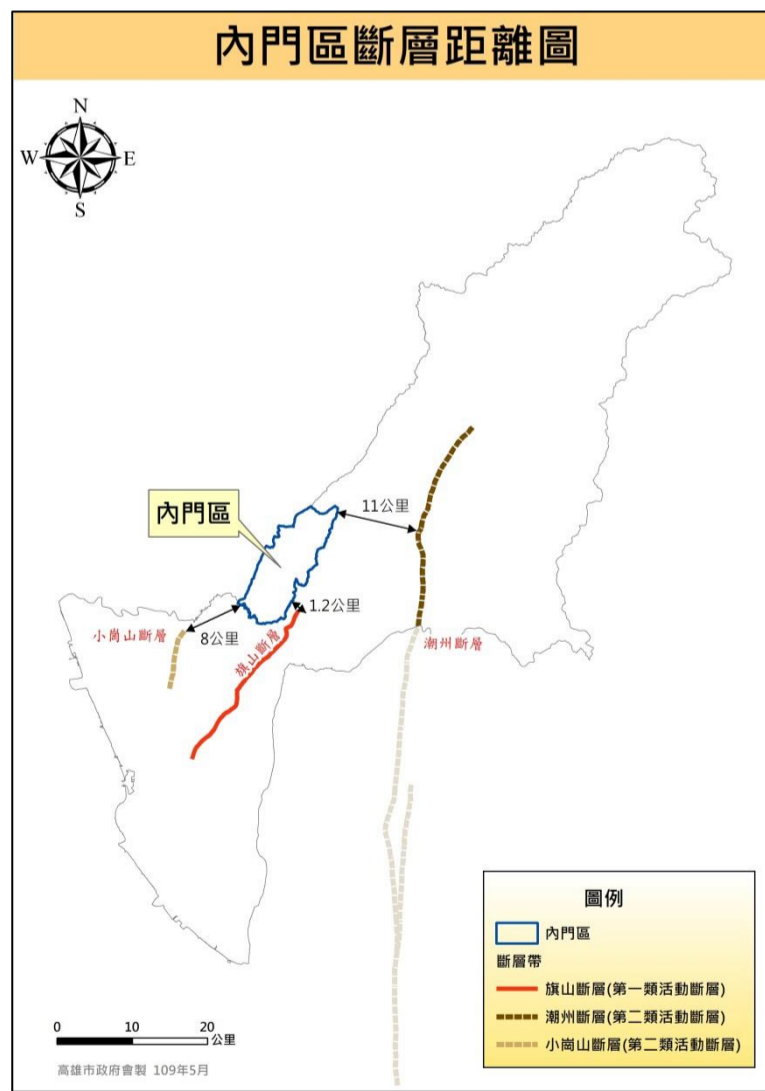 內門區斷層距離圖
N
W
E
S
內門區
11公里
1.2公里
8公里
小崗山斷層
旗山斷層
潮州斷層
圖例
內門區
斷層帶
旗山斷層(第一類活動斷層)
潮州斷層(第二類活動斷層)
小崗山斷層(第二類活動斷層)
0 10 20
公里
高雄市政府會製 109年5月